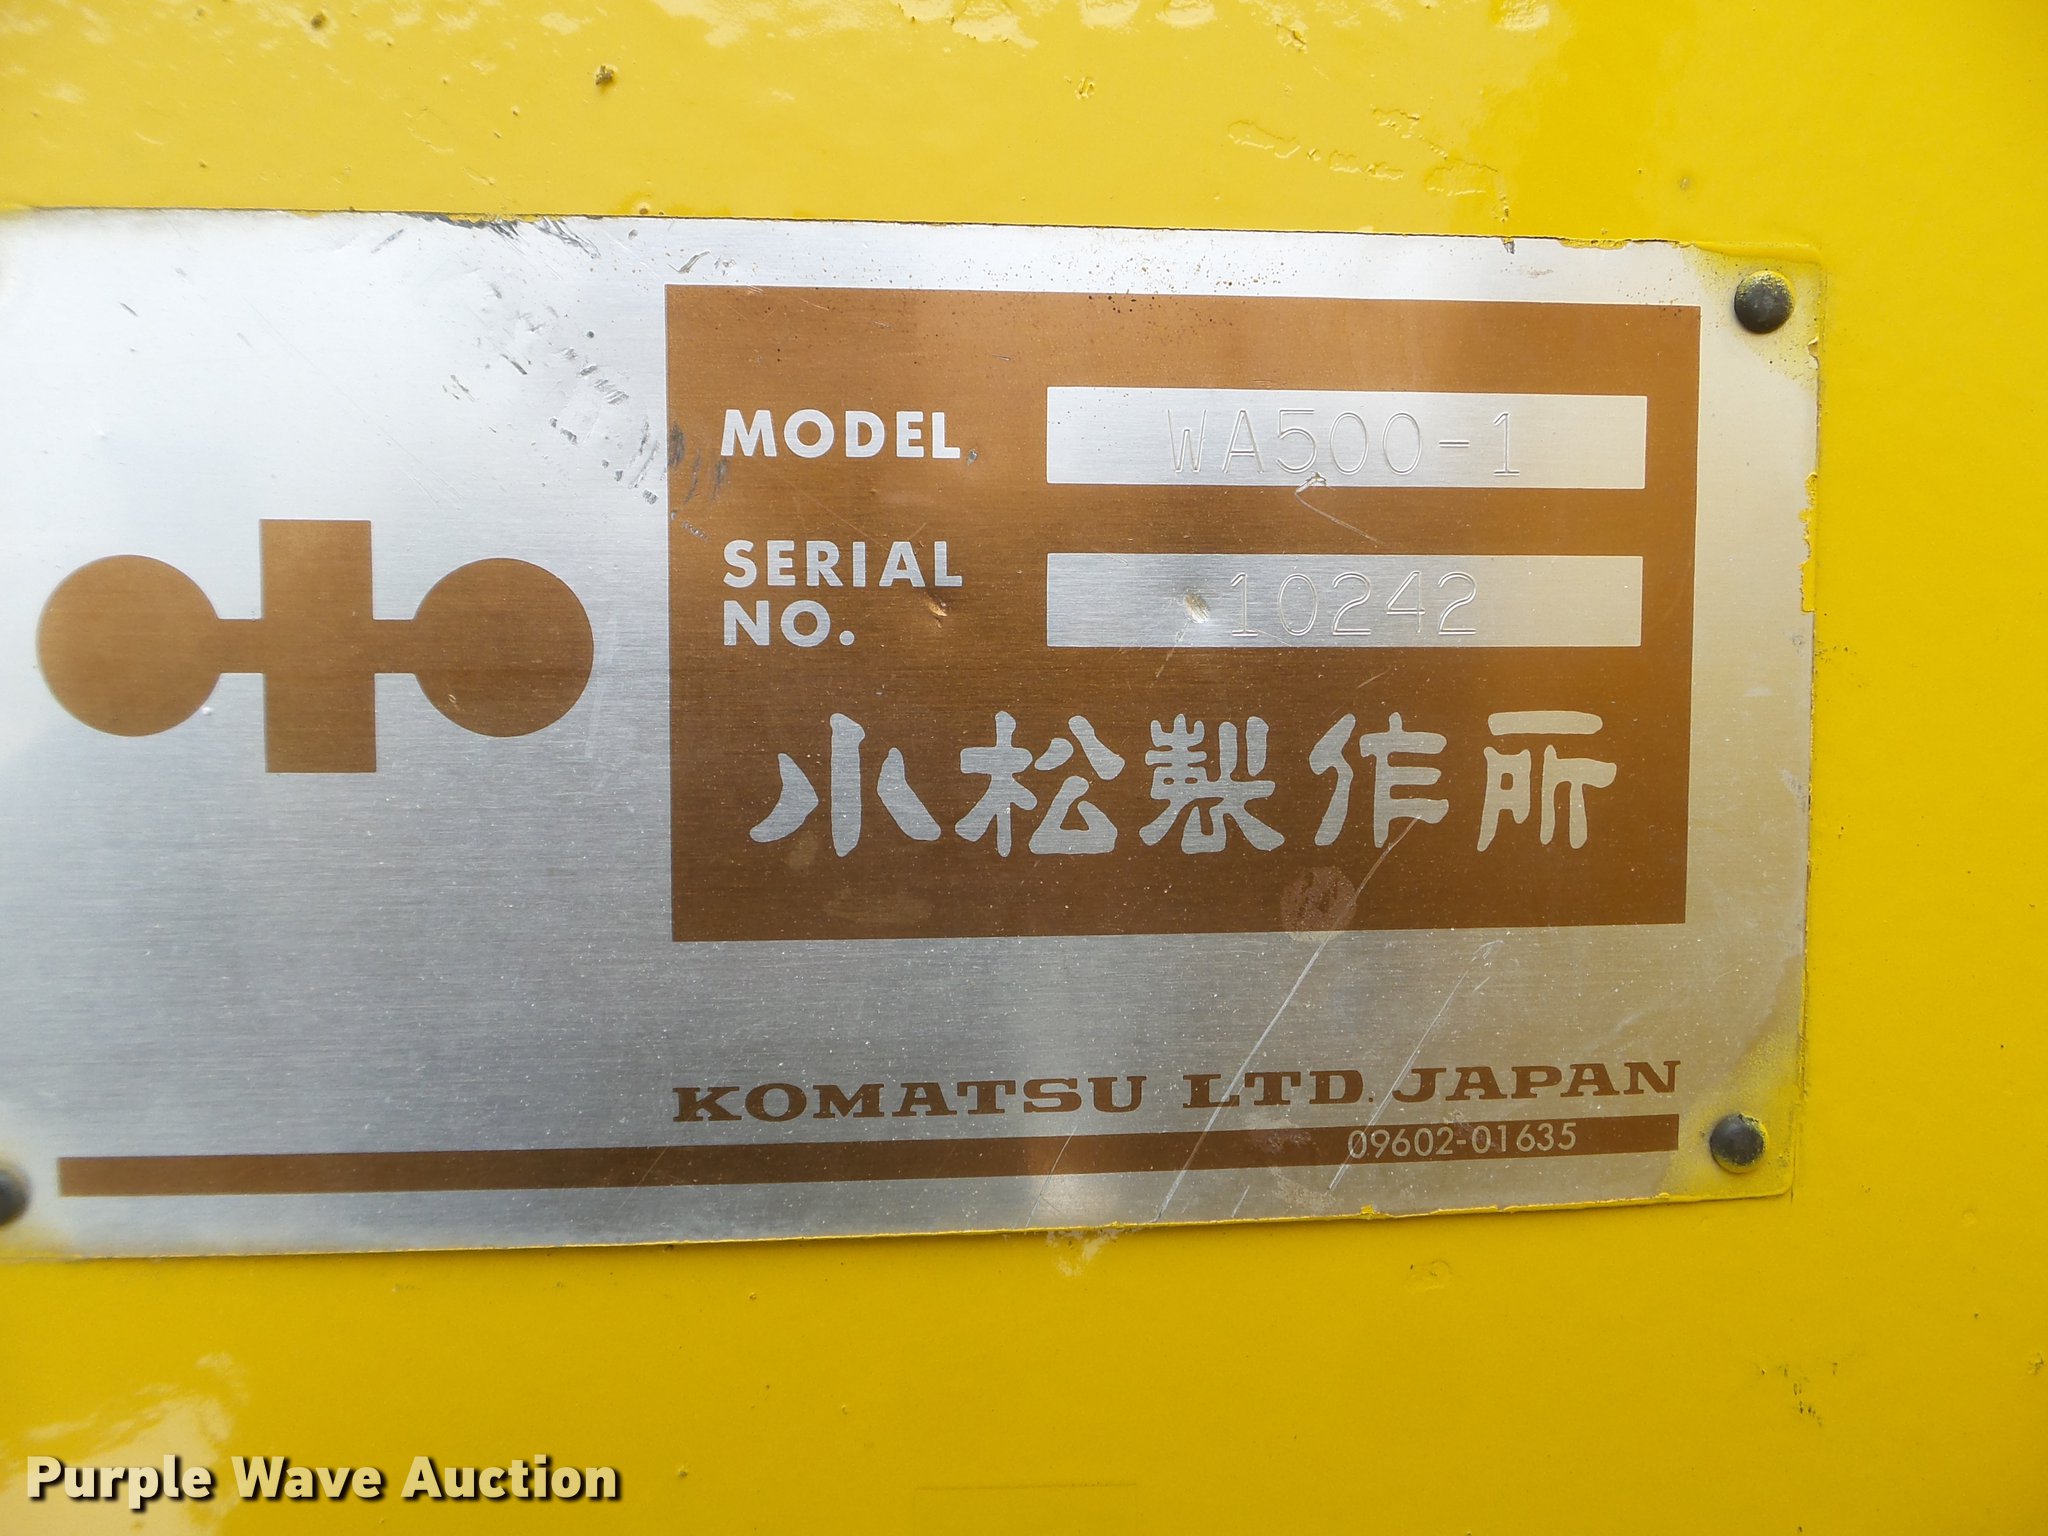 MODEL WA500-1
SERIAL NO. 10242
小松製作所
KOMATSU LTD. JAPAN
09602-01635
Purple Wave Auction